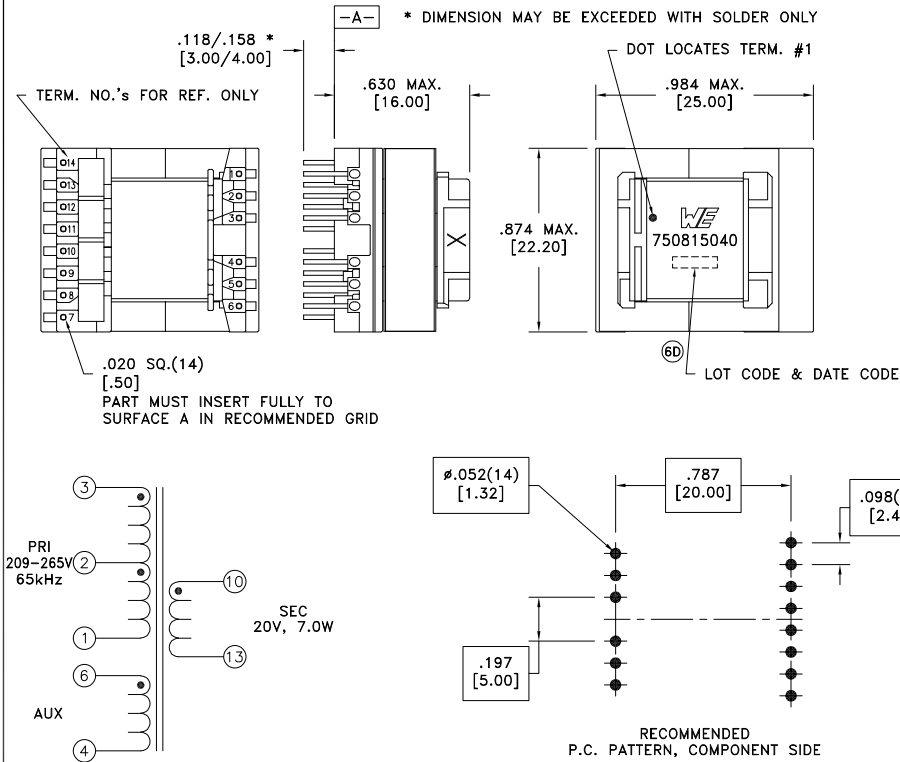 -A-
* DIMENSION MAY BE EXCEEDED WITH SOLDER ONLY
.118/.158 *
[3.00/4.00]
DOT LOCATES TERM. #1
.630 MAX.
[16.00]
.984 MAX.
[25.00]
TERM. NO.'s FOR REF. ONLY
14
13
12
11
10
9
8
7
1
2
3
4
5
6
X
.874 MAX.
[22.20]
WE
750815040
6D
LOT CODE & DATE CODE
.020 SQ.(14)
[.50]
PART MUST INSERT FULLY TO
SURFACE A IN RECOMMENDED GRID
3
PRI
209-265V
65kHz
2
1
6
AUX
4
10
SEC
20V, 7.0W
13
ø.052(14)
[1.32]
.787
[20.00]
.098(
[2.4
.197
[5.00]
RECOMMENDED
P.C. PATTERN, COMPONENT SIDE